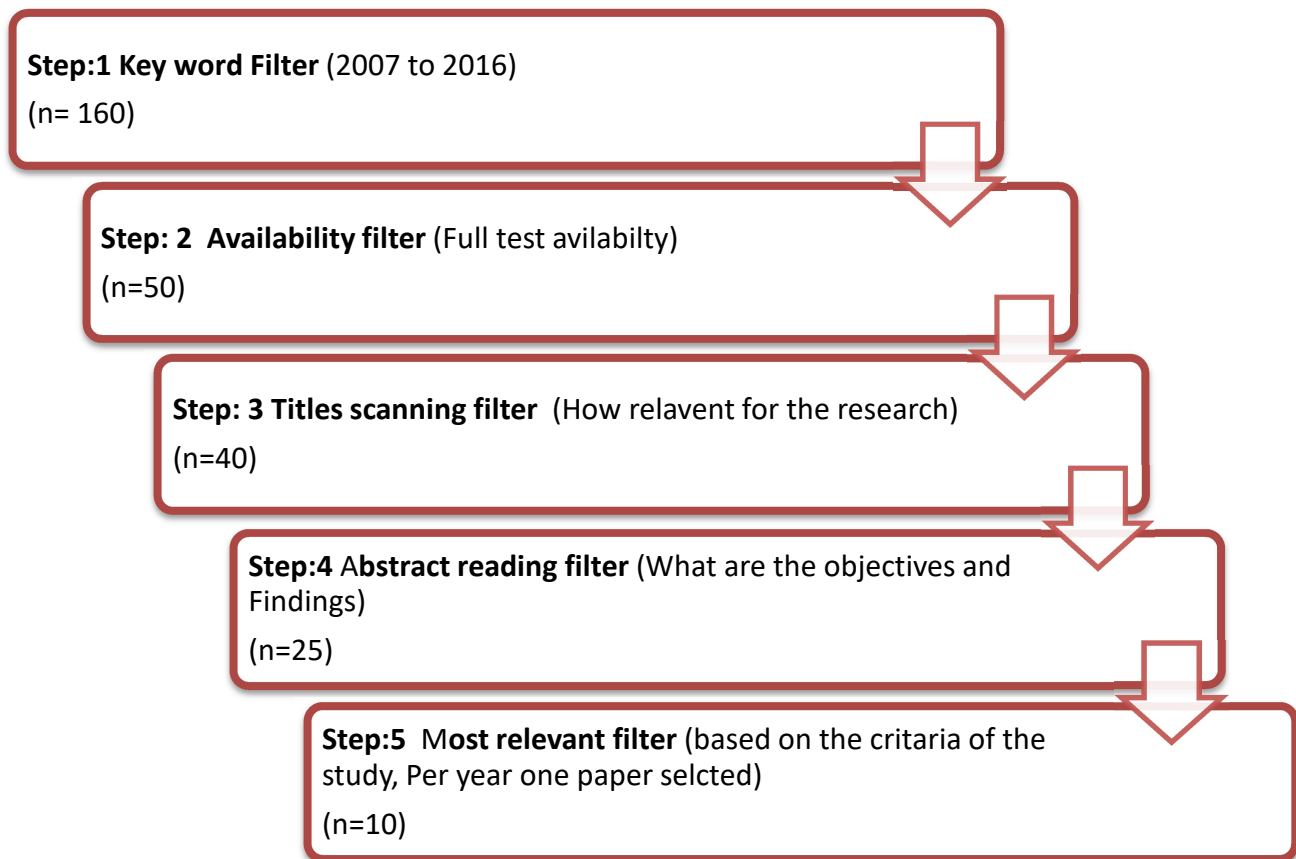 Step:1 Key word Filter (2007 to 2016)
(n= 160)
Step: 2  Availability filter (Full test avilabilty)
(n=50)
Step: 3 Titles scanning filter  (How relavent for the research)
(n=40)
Step:4 Abstract reading filter (What are the objectives and
Findings)
(n=25)
Step:5  Most relevant filter (based on the critaria of the
study, Per year one paper selcted)
(n=10)